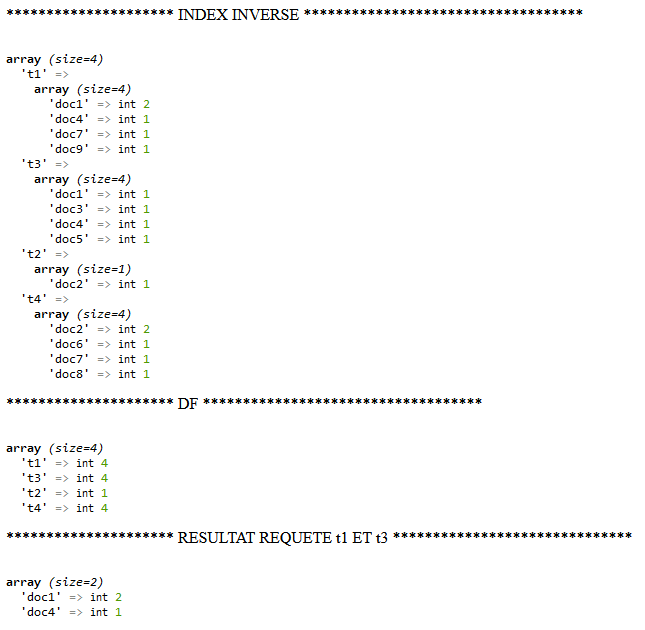 ********************* INDEX INVERSE ***********************************
array (size=4)
  't1' =>
    array (size=4)
      'doc1' => int 2
      'doc4' => int 1
      'doc7' => int 1
      'doc9' => int 1
  't3' =>
    array (size=4)
      'doc1' => int 1
      'doc3' => int 1
      'doc4' => int 1
      'doc5' => int 1
  't2' =>
    array (size=1)
      'doc2' => int 1
  't4' =>
    array (size=4)
      'doc2' => int 2
      'doc6' => int 1
      'doc7' => int 1
      'doc8' => int 1
********************* DF ***********************************
array (size=4)
  't1' => int 4
  't3' => int 4
  't2' => int 1
  't4' => int 4
********************* RESULTAT REQUETE t1 ET t3 ******************************
array (size=2)
  'doc1' => int 2
  'doc4' => int 1